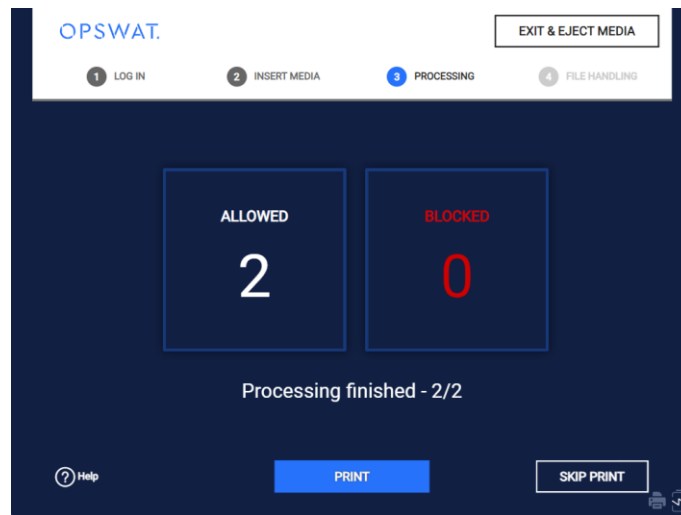 OPSWAT.
EXIT & EJECT MEDIA
1 LOG IN
2 INSERT MEDIA
3 PROCESSING
4 FILE HANDLING
ALLOWED
BLOCKED
2
0
Processing finished - 2/2
? Help
PRINT
SKIP PRINT